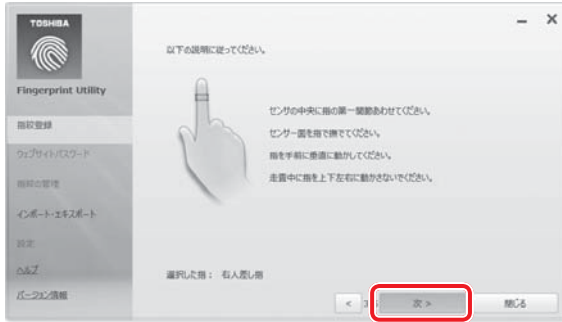 TOSHIBA
Fingerprint Utility
指紋登録
ウェブサイトパスワード
指紋の管理
インポート・エキスポート
設定
ヘルプ
バージョン情報
以下の説明に従ってください。
センサの中央に指の第一関節あわせてください。
センサー面を指で撫でてください。
指を手前に垂直に動かしてください。
走査中に指を上下左右に動かさないでください。
選択した指： 右人差し指
< 次 > 閉じる